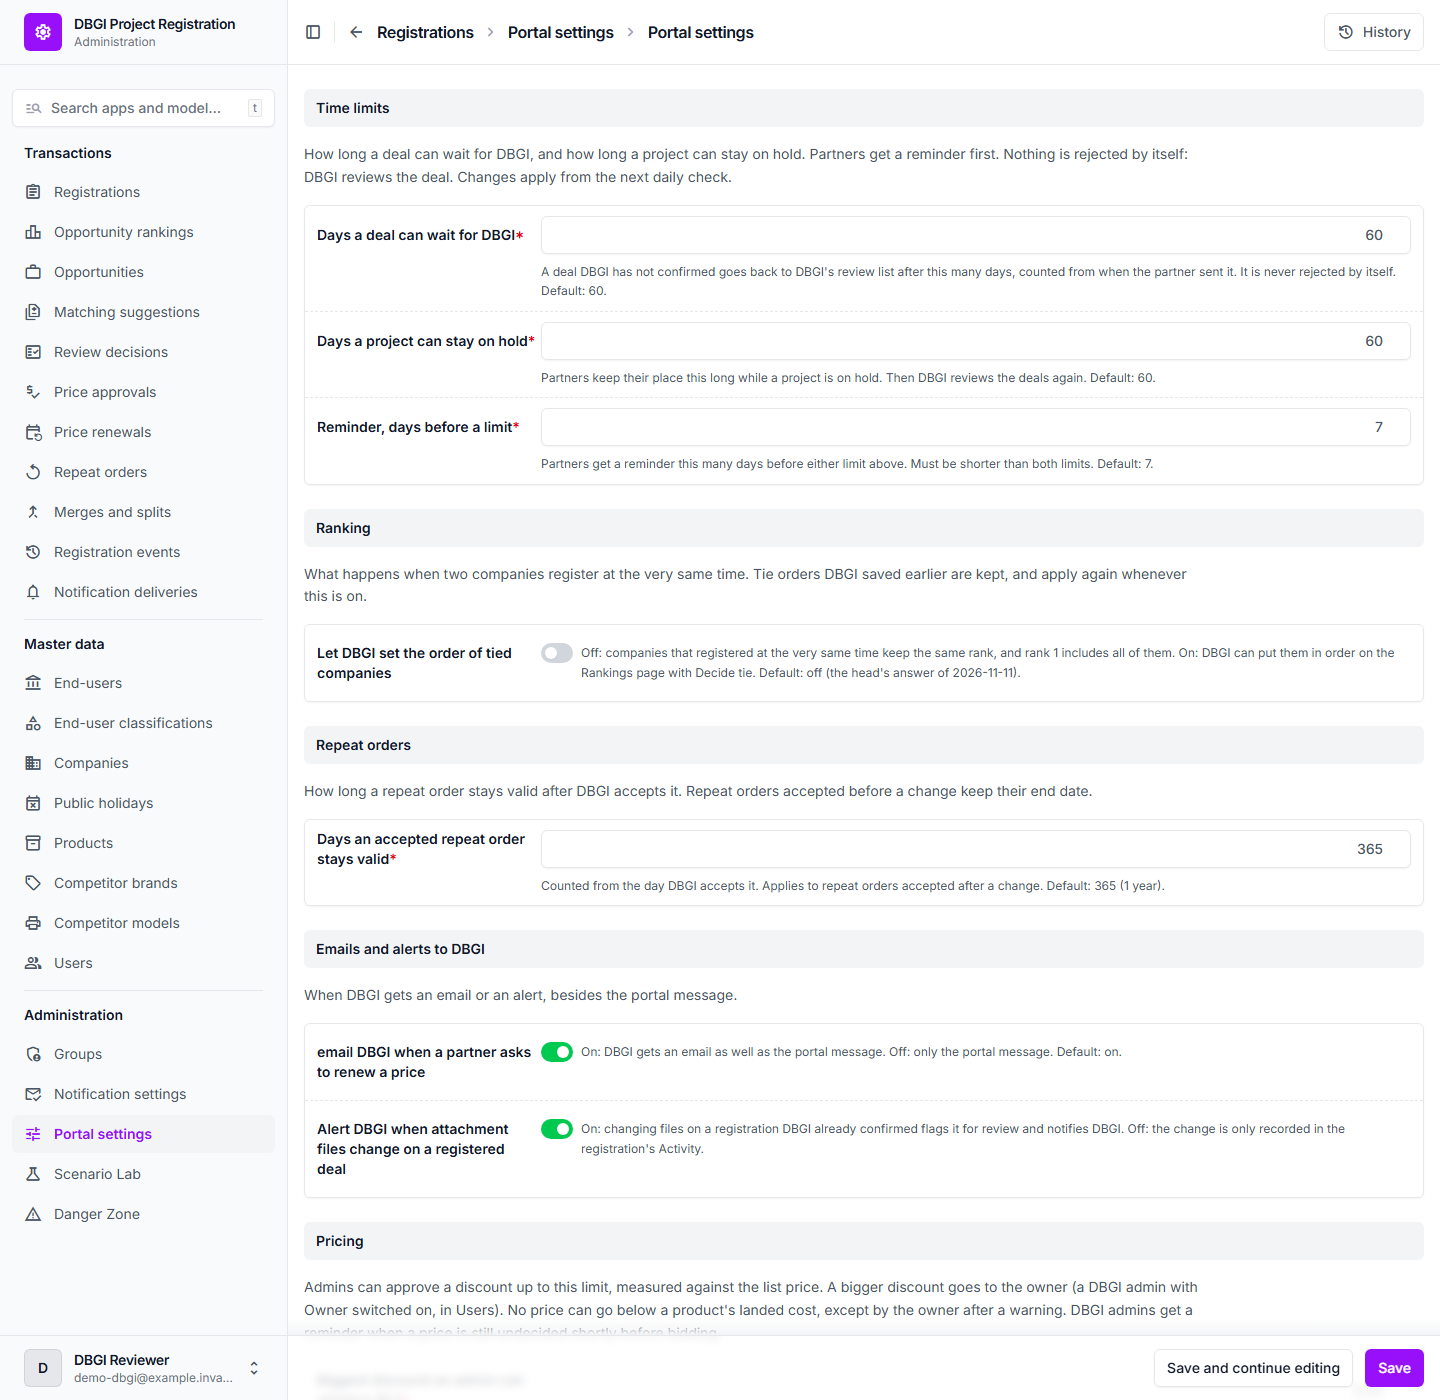 DBGI Project Registration
Administration
Search apps and model...
t
Transactions
Registrations
Opportunity rankings
Opportunities
Matching suggestions
Review decisions
Price approvals
Price renewals
Repeat orders
Merges and splits
Registration events
Notification deliveries
Master data
End-users
End-user classifications
Companies
Public holidays
Products
Competitor brands
Competitor models
Users
Administration
Groups
Notification settings
Portal settings
Scenario Lab
Danger Zone
D
DBGI Reviewer
demo-dbgi@example.inva...
Registrations
Portal settings
Portal settings
History
Time limits
How long a deal can wait for DBGI, and how long a project can stay on hold. Partners get a reminder first. Nothing is rejected by itself:
DBGI reviews the deal. Changes apply from the next daily check.
Days a deal can wait for DBGI*
60
A deal DBGI has not confirmed goes back to DBGI's review list after this many days, counted from when the partner sent it. It is never rejected by itself.
Default: 60.
Days a project can stay on hold*
60
Partners keep their place this long while a project is on hold. Then DBGI reviews the deals again. Default: 60.
Reminder, days before a limit*
7
Partners get a reminder this many days before either limit above. Must be shorter than both limits. Default: 7.
Ranking
What happens when two companies register at the very same time. Tie orders DBGI saved earlier are kept, and apply again whenever
this is on.
Let DBGI set the order of tied
companies
Off: companies that registered at the very same time keep the same rank, and rank 1 includes all of them. On: DBGI can put them in order on the
Rankings page with Decide tie. Default: off (the head's answer of 2026-11-11).
Repeat orders
How long a repeat order stays valid after DBGI accepts it. Repeat orders accepted before a change keep their end date.
Days an accepted repeat order
stays valid*
365
Counted from the day DBGI accepts it. Applies to repeat orders accepted after a change. Default: 365 (1 year).
Emails and alerts to DBGI
When DBGI gets an email or an alert, besides the portal message.
email DBGI when a partner asks
to renew a price
On: DBGI gets an email as well as the portal message. Off: only the portal message. Default: on.
Alert DBGI when attachment
files change on a registered
deal
On: changing files on a registration DBGI already confirmed flags it for review and notifies DBGI. Off: the change is only recorded in the
registration's Activity.
Pricing
Admins can approve a discount up to this limit, measured against the list price. A bigger discount goes to the owner (a DBGI admin with
Owner switched on, in Users). No price can go below a product's landed cost, except by the owner after a warning. DBGI admins get a
reminder when a price is still undecided shortly before bidding.
Save and continue editing
Save